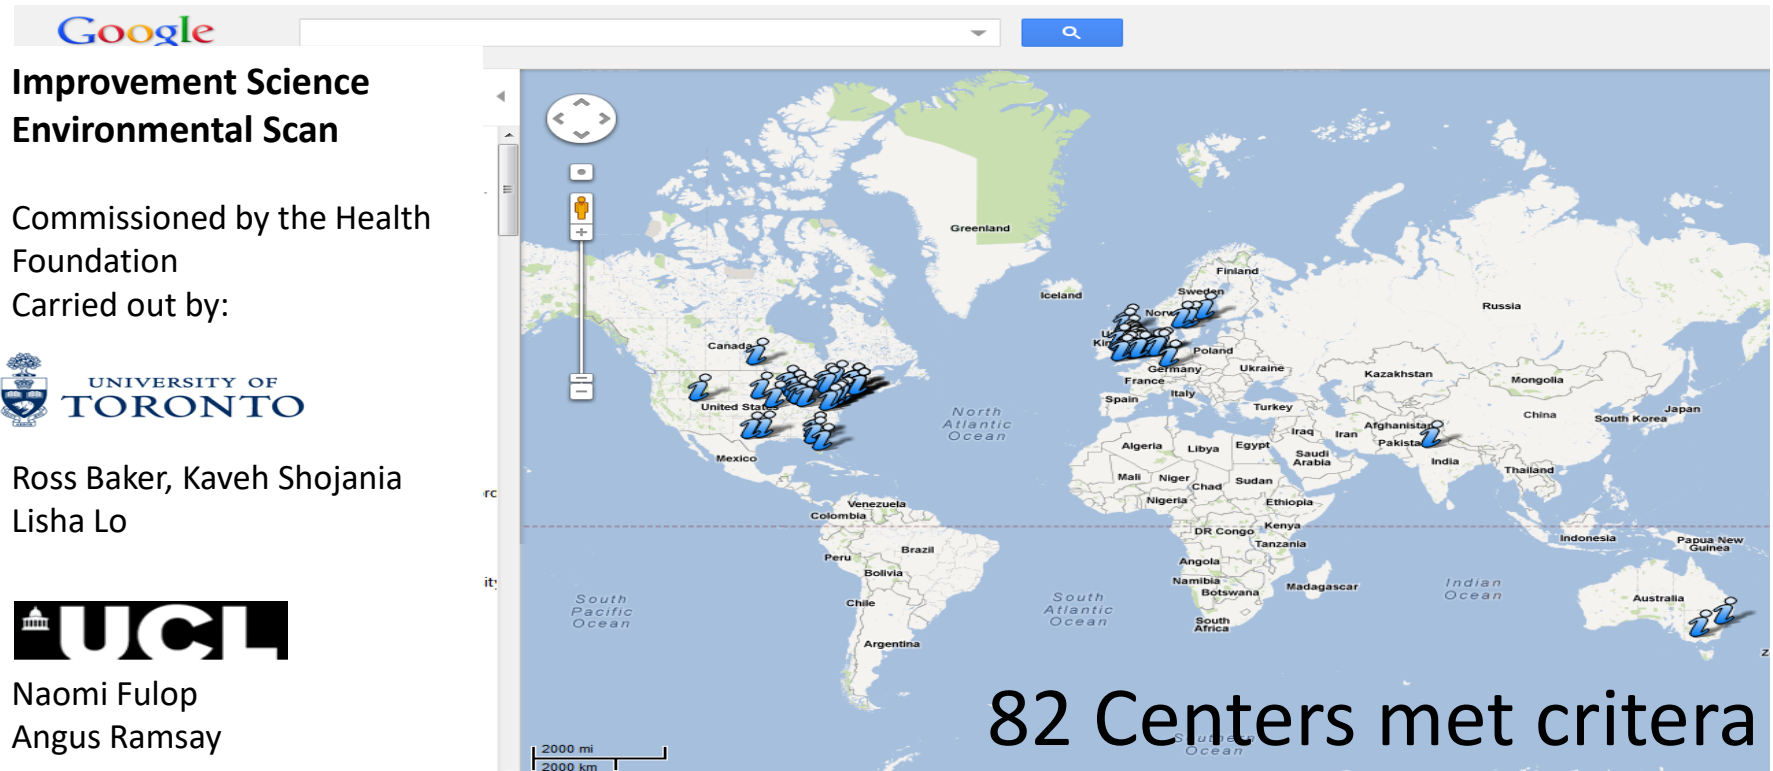 Google
Improvement Science
Environmental Scan
Commissioned by the Health
Foundation
Carried out by:
UNIVERSITY OF
TORONTO
Ross Baker, Kaveh Shojania
Lisha Lo
UCL
Naomi Fulop
Angus Ramsay
Greenland
Iceland
Finland
Sweden
Russia
Canada
Poland
Germany
Ukraine
France
Kazakhstan
Mongolia
United States
Spain
Italy
Turkey
North
Atlantic
Ocean
China
South Korea
Japan
Afghanistan
Iraq
Iran
Pakistan
Algeria
Libya
Egypt
Saudi
Arabia
Mexico
India
Thailand
Mali
Niger
Chad
Sudan
Nigeria
Ethiopia
Venezuela
Colombia
DR Congo
Kenya
Tanzania
Indonesia
Papua New
Guinea
Peru
Brazil
Bolivia
Angola
Namibia
Botswana
Madagascar
Indian
Ocean
Australia
South
Pacific
Ocean
Chile
South
Atlantic
Ocean
South
Africa
Argentina
82 Centers met critera
Southern
Ocean
2000 mi
2000 km